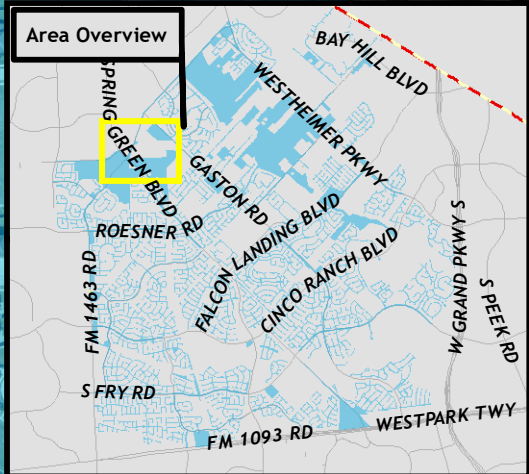 Area Overview
BAY HILL BLVD
SPRING GREEN BLVD
WESTHEIMER PKWY
GASTON RD
ROESNER RD
FALCON LANDING BLVD
CINCO RANCH BLVD
W GRAND PKWY S
S PEEK RD
FM 1463 RD
S FRY RD
WESTPARK TWY
FM 1093 RD